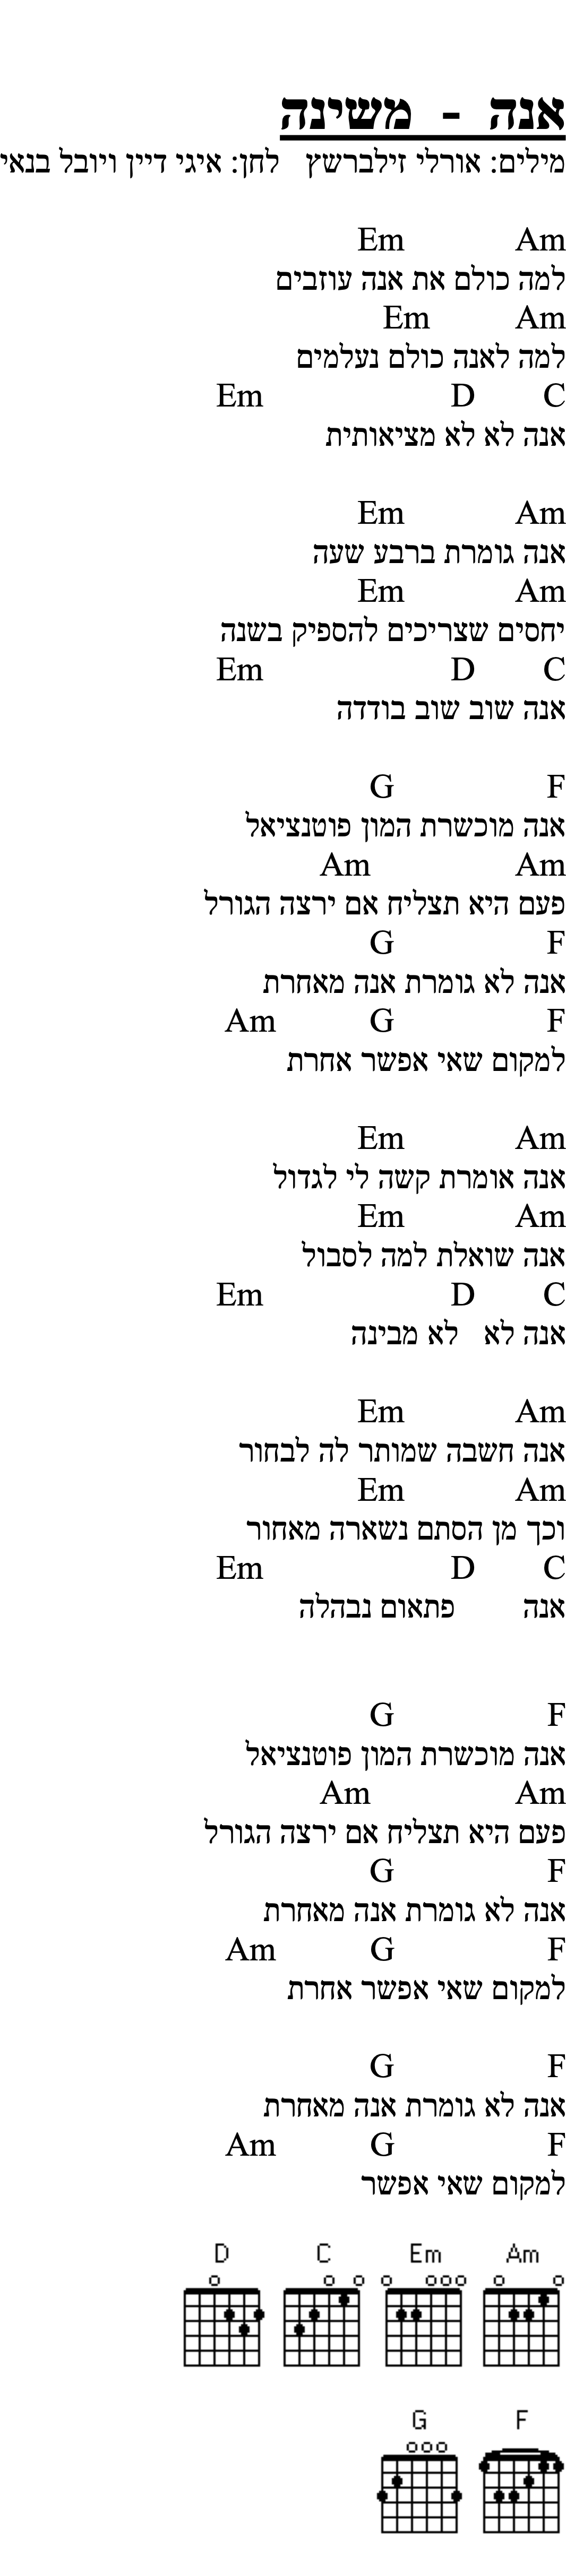 אנה - משינה
מילים: אורלי זילברשץ   לחן: איגי דיין ויובל בנאי
Am Em
למה כולם את אנה עוזבים
Am Em
למה לאנה כולם נעלמים
C D Em
אנה לא לא מציאותית
Am Em
אנה גומרת ברבע שעה
Am Em
יחסים שצריכים להספיק בשנה
C D Em
אנה שוב שוב בודדה
F G
אנה מוכשרת המון פוטנציאל
Am Am
פעם היא תצליח אם ירצה הגורל
F G
אנה לא גומרת אנה מאחרת
F G Am
למקום שאי אפשר אחרת
Am Em
אנה אומרת קשה לי לגדול
Am Em
אנה שואלת למה לסבול
C D Em
אנה לא   לא מבינה
Am Em
אנה חשבה שמותר לה לבחור
Am Em
וכך מן הסתם נשארה מאחור
C D Em
אנה   פתאום נבהלה
F G
אנה מוכשרת המון פוטנציאל
Am Am
פעם היא תצליח אם ירצה הגורל
F G
אנה לא גומרת אנה מאחרת
F G Am
למקום שאי אפשר אחרת
F G
אנה לא גומרת אנה מאחרת
F G Am
למקום שאי אפשר
Am Em C D
F G